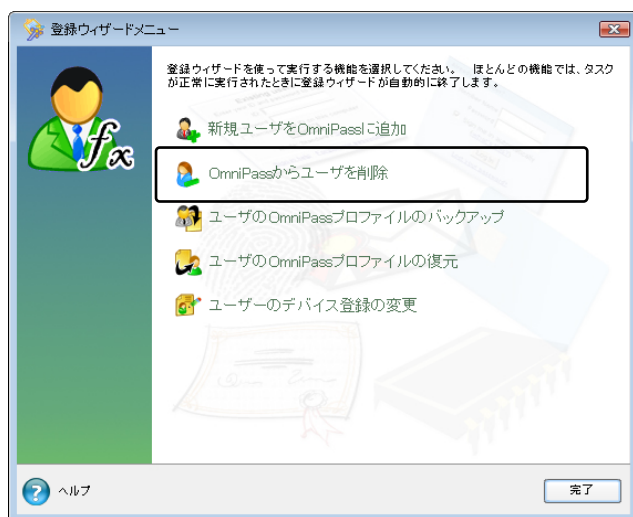 登録ウィザードメニュー
登録ウィザードを使って実行する機能を選択してください。 ほとんどの機能では、タスク
が正常に実行されたときに登録ウィザードが自動的に終了します。
fx
新規ユーザをOmniPassに追加
OmniPassからユーザを削除
ユーザのOmniPassプロファイルのバックアップ
ユーザのOmniPassプロファイルの復元
ユーザーのデバイス登録の変更
? ヘルプ
完了